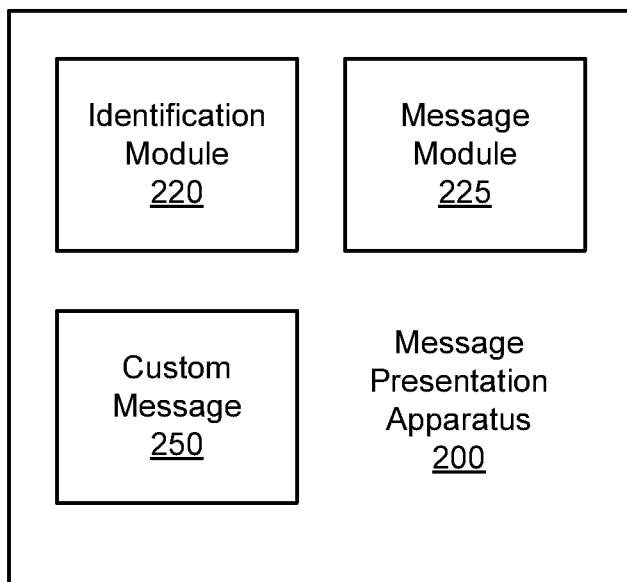 Identification
Module
220
Message
Module
225
Custom
Message
250
Message
Presentation
Apparatus
200